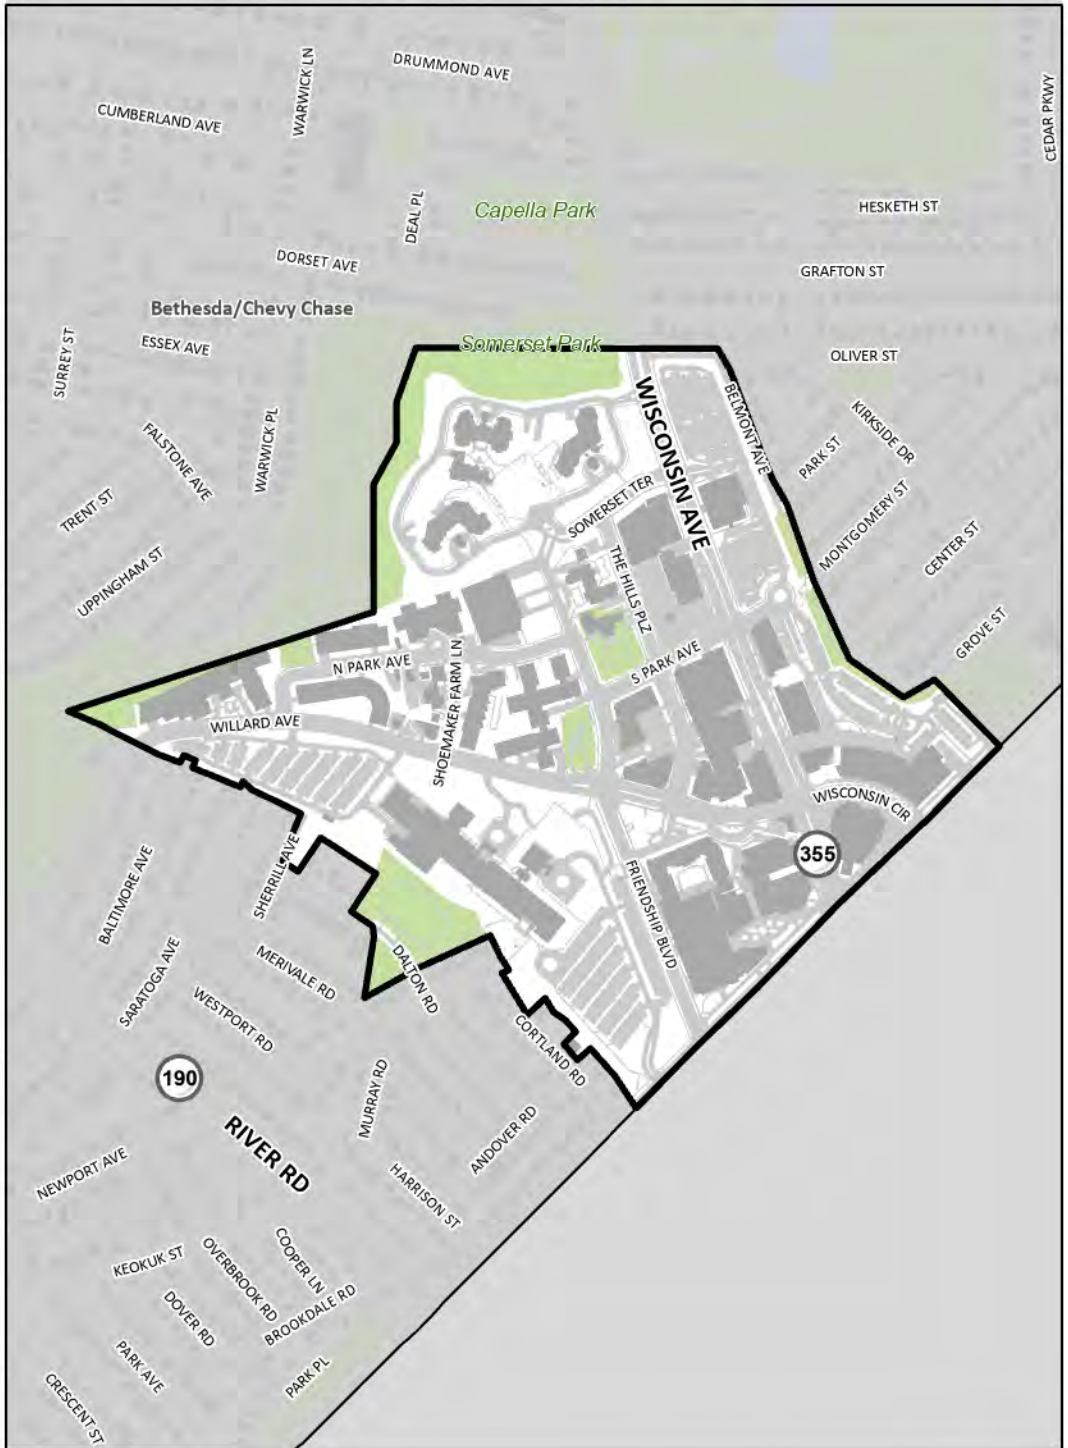 DRUMMOND AVE
WARWICK LN
CUMBERLAND AVE
CEDAR PKWY
DEAL PL
Capella Park
HESKETH ST
DORSET AVE
GRAFTON ST
Bethesda/Chevy Chase
SURREY ST
ESSEX AVE
Somerset Park
OLIVER ST
WISCONSIN AVE
BELMONT AVE
KIRKSIDE DR
FALSTONE AVE
WARWICK PL
PARK ST
TRENT ST
SOMERSET TER
MONTGOMERY ST
CENTER ST
UPPINGHAM ST
THE HILLS PLZ
GROVE ST
N PARK AVE
SHOEMAKER FARM LN
S PARK AVE
WILLARD AVE
WISCONSIN CIR
355
BALTIMORE AVE
SHERRILL AVE
FRIENDSHIP BLVD
SARATOGA AVE
MERIVALE RD
DALTON RD
WESTPORT RD
CORTLAND RD
190
MURRAY RD
RIVER RD
ANDOVER RD
NEWPORT AVE
HARRISON ST
KEOKUK ST
OVERBROOK RD
COOPER LN
DOVER RD
BROOKDALE RD
PARK AVE
PARK PL
CRESCENT ST